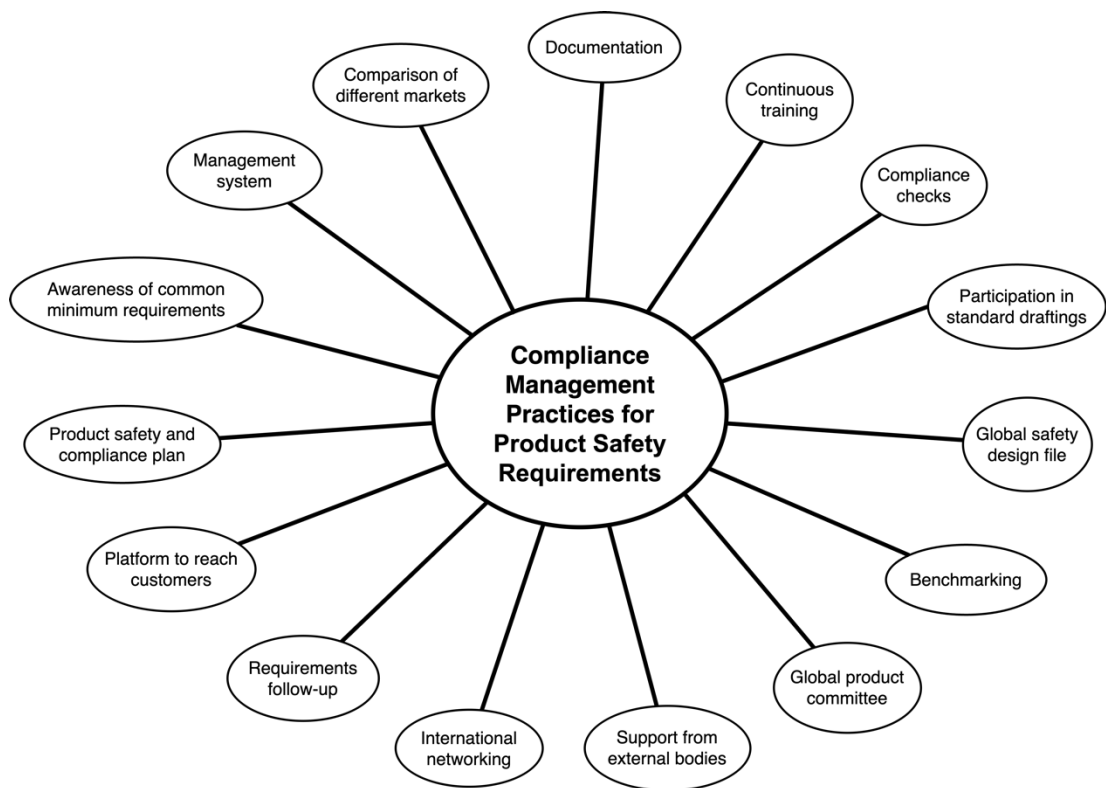 Documentation
Comparison of
different markets
Continuous
training
Management
system
Compliance
checks
Awareness of common
minimum requirements
Participation in
standard draftings
Compliance
Management
Practices for
Product Safety
Requirements
Product safety and
compliance plan
Global safety
design file
Platform to reach
customers
Benchmarking
Requirements
follow-up
Global product
committee
International
networking
Support from
external bodies